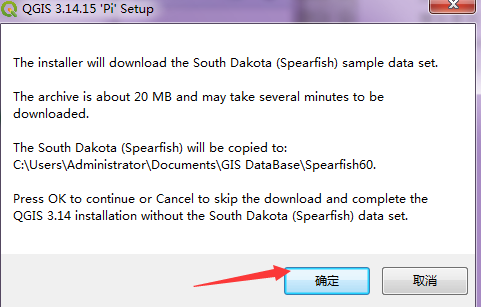 QGIS 3.14.15 'Pi' Setup
The installer will download the South Dakota (Spearfish) sample data set.
The archive is about 20 MB and may take several minutes to be
downloaded.
The South Dakota (Spearfish) will be copied to:
C:\Users\Administrator\Documents\GIS DataBase\Spearfish60.
Press OK to continue or Cancel to skip the download and complete the
QGIS 3.14 installation without the South Dakota (Spearfish) data set.
确定 取消